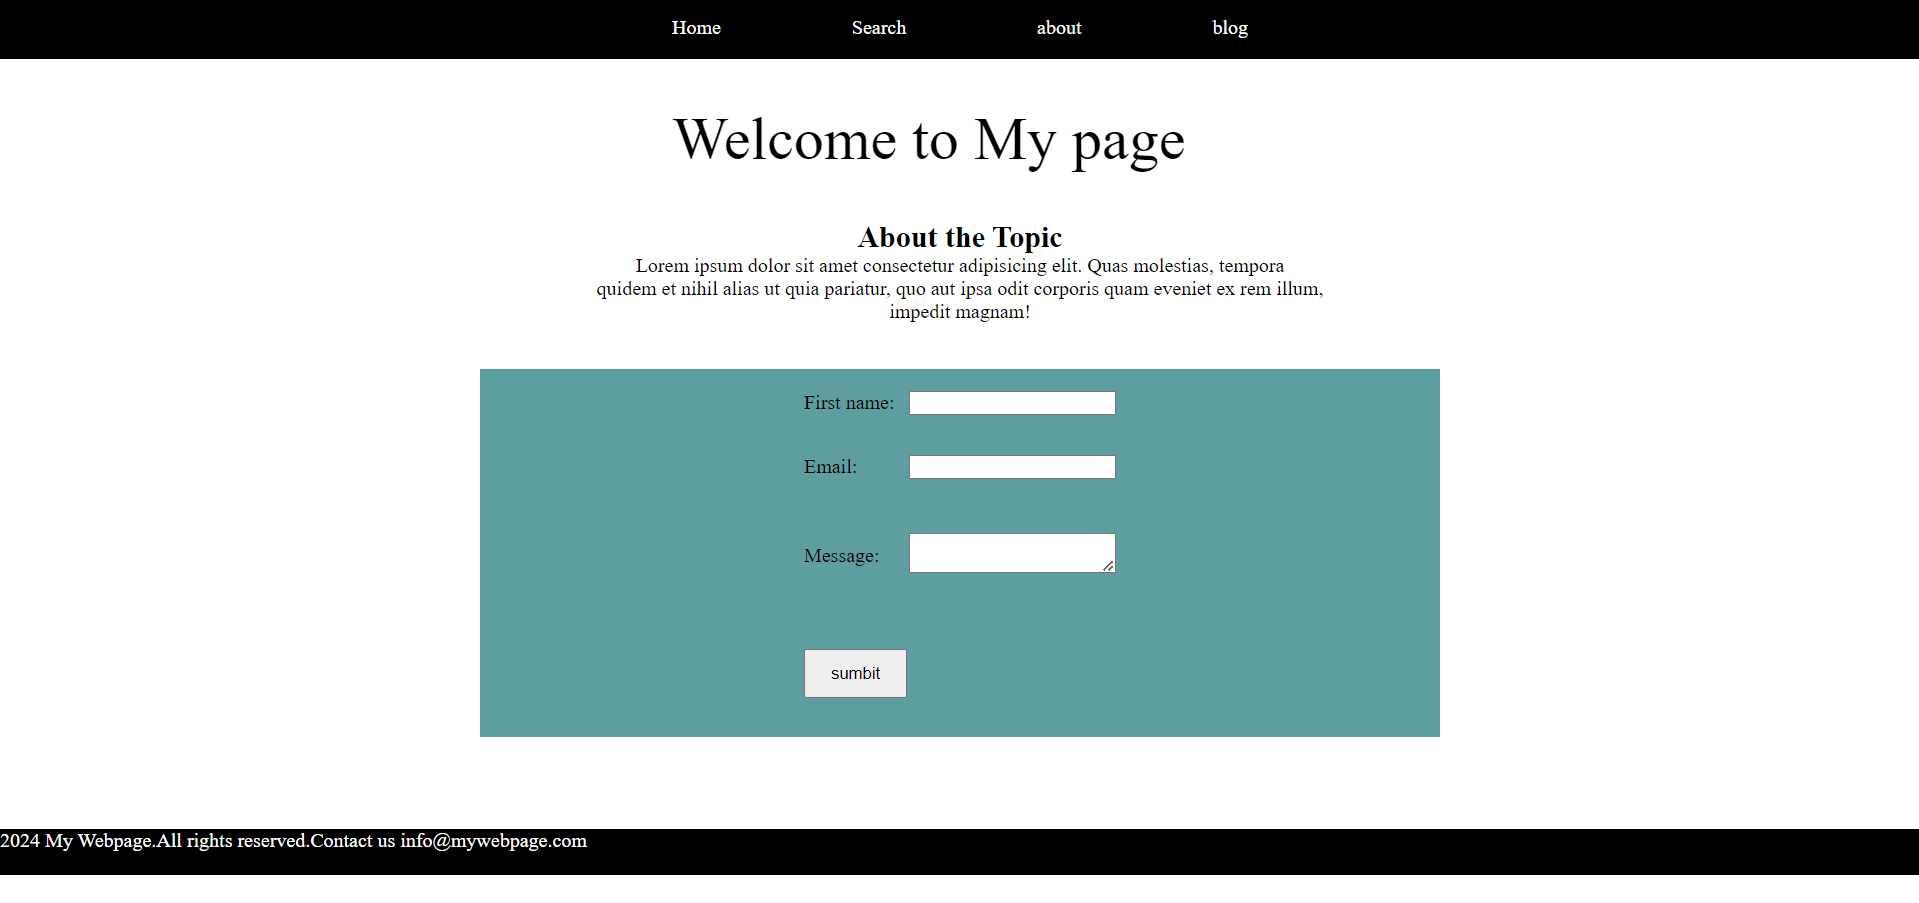 Home Search about blog
Welcome to My page
About the Topic
Lorem ipsum dolor sit amet consectetur adipisicing elit. Quas molestias, tempora
quidem et nihil alias ut quia pariatur, quo aut ipsa odit corporis quam eveniet ex rem illum,
impedit magnam!
First name:
Email:
Message:
sumbit
2024 My Webpage.All rights reserved.Contact us info@mywebpage.com